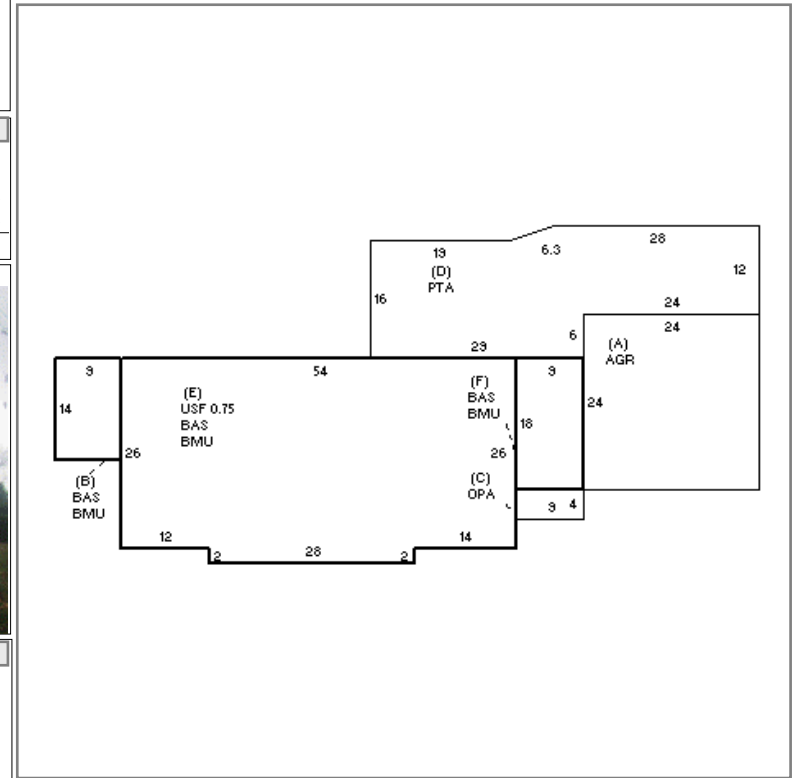 28
6.3
19
(D)
PTA
12
16
24
24
6
(A)
AGR
29
9
54
9
(E)
USF 0.75
BAS
BMU
(F)
BAS
BMU
14
24
18
26
26
(B)
BAS
BMU
(C)
OPA
9 4
12
14
2
28
2